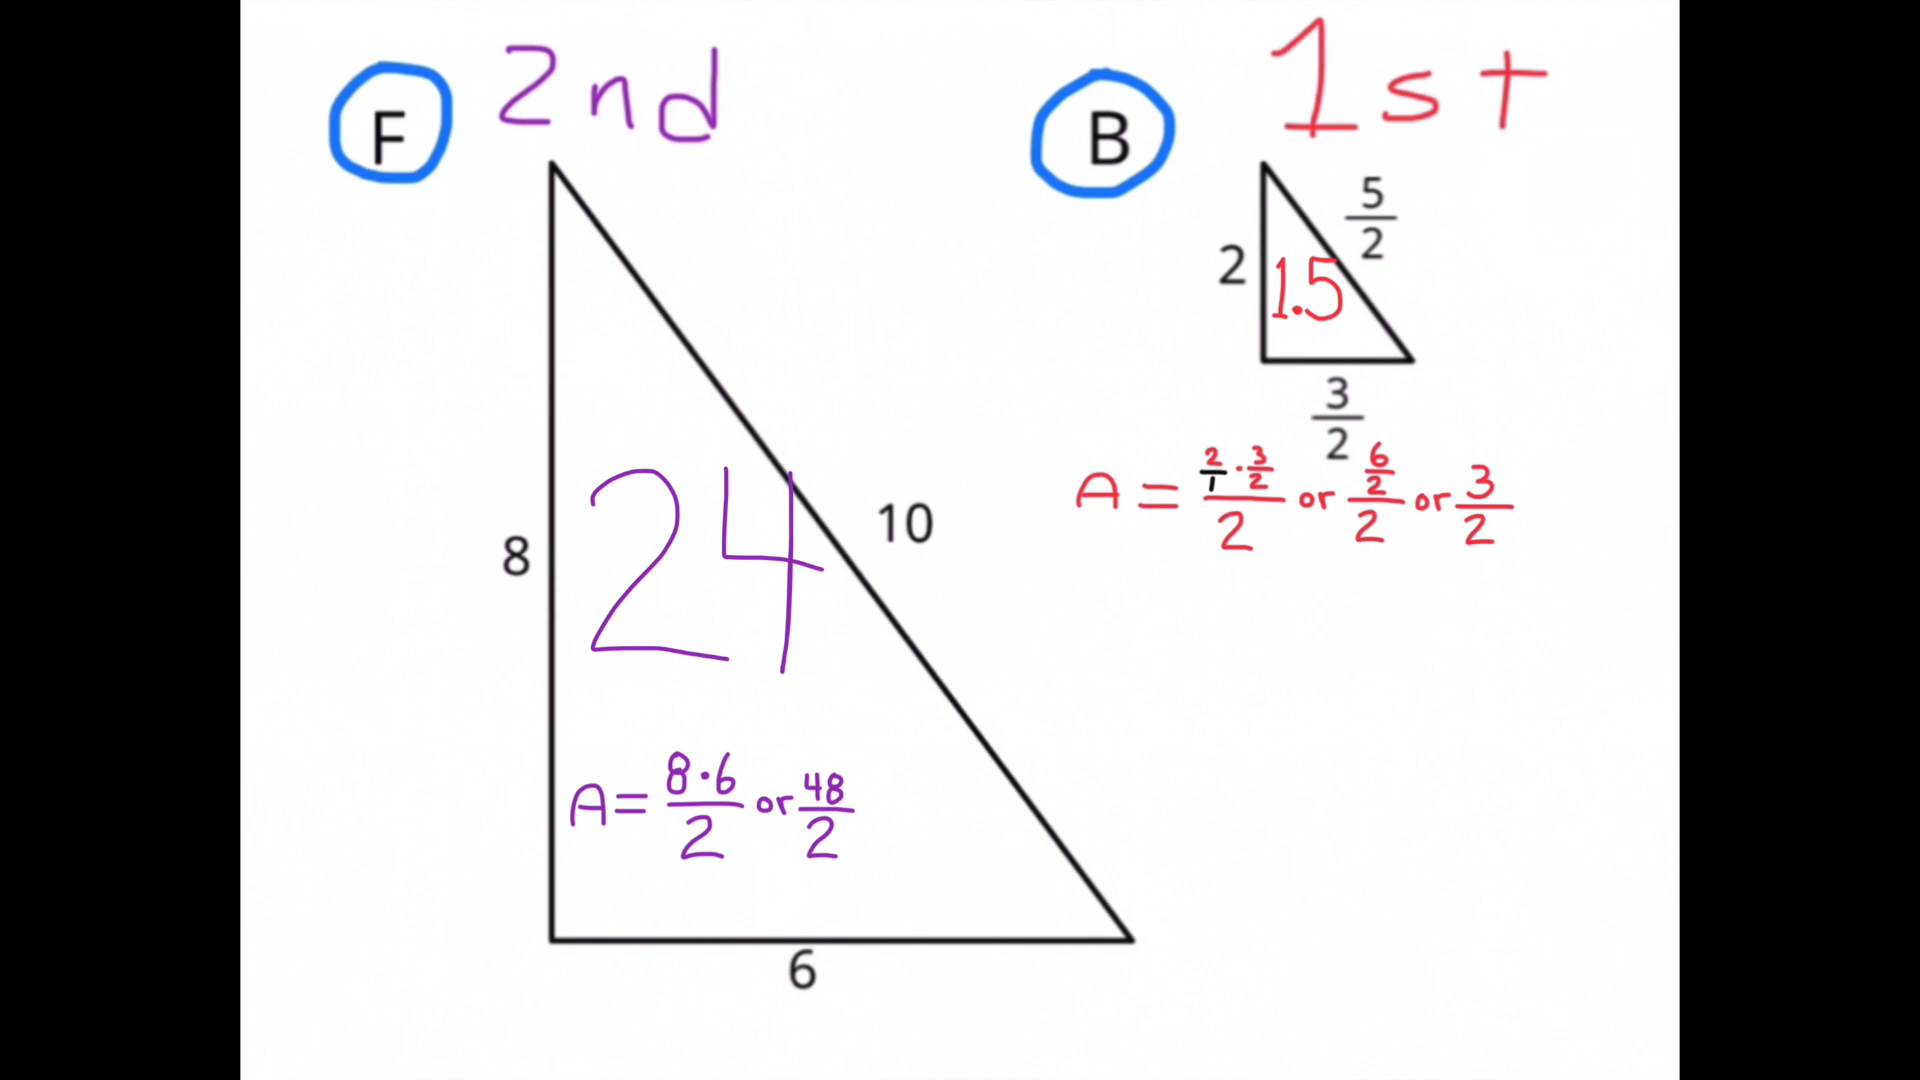 F 2nd
8
10
24
A = 8·6/2 or 48/2
6
B 1st
2
5/2
1.5
3/2
A = 2/1 · 3/2 / 2 or 6/2 / 2 or 3/2